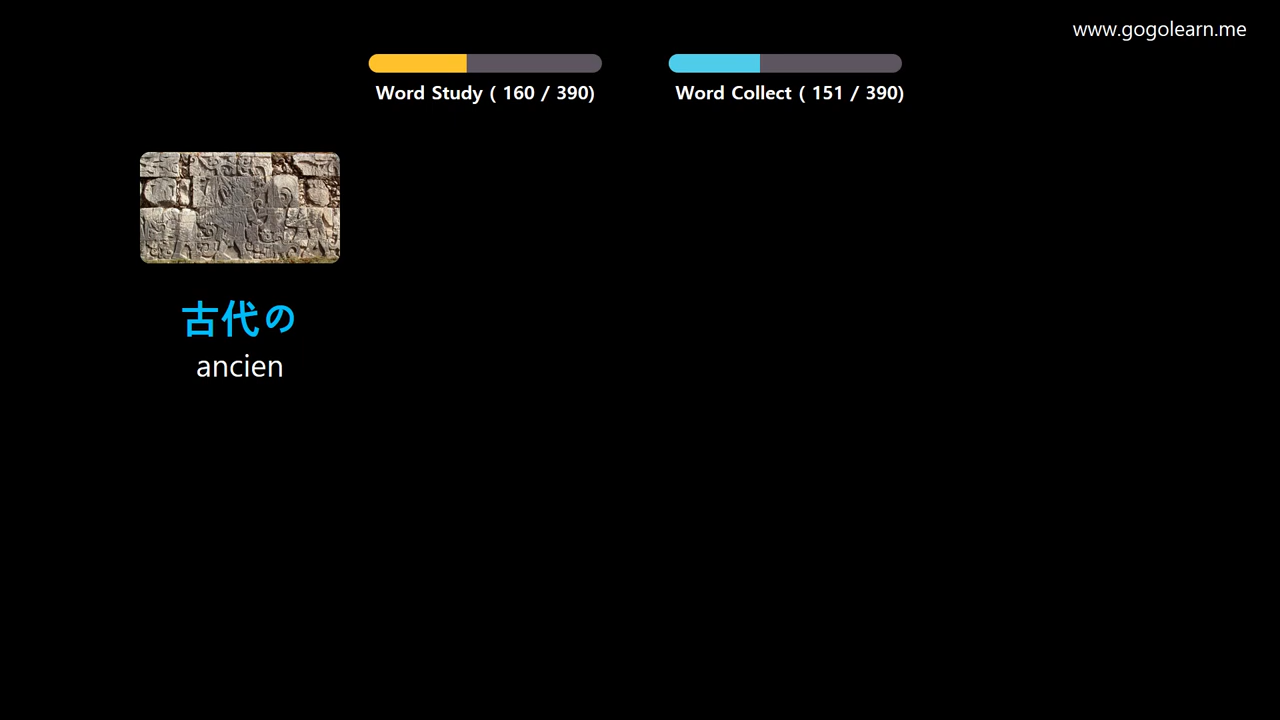 www.gogolearn.me
Word Study ( 160 / 390)
Word Collect ( 151 / 390)
古代の
ancien